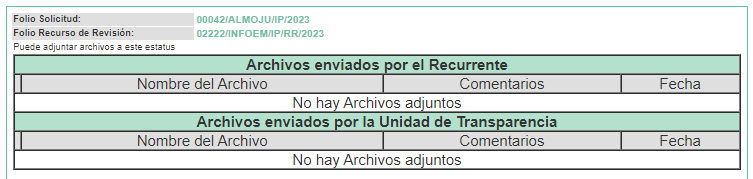 Folio Solicitud: 00042/ALMOJU/IP/2023
Folio Recurso de Revisión: 02222/INFOEM/IP/RR/2023
Puede adjuntar archivos a este estatus
Archivos enviados por el Recurrente
Nombre del Archivo Comentarios Fecha
No hay Archivos adjuntos
Archivos enviados por la Unidad de Transparencia
Nombre del Archivo Comentarios Fecha
No hay Archivos adjuntos